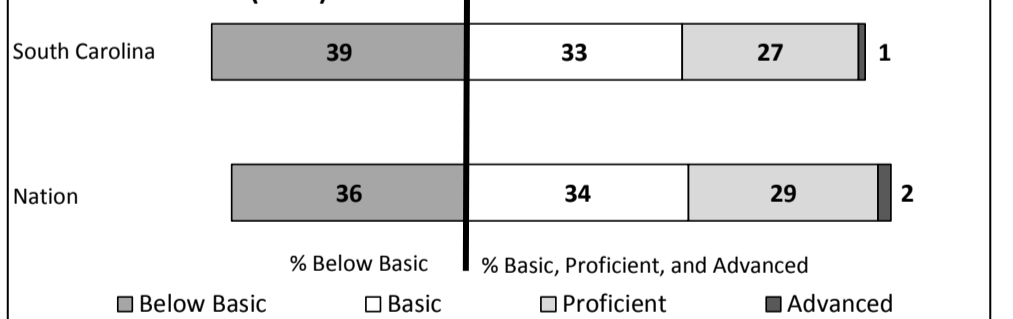 South Carolina 39 33 27 1
Nation 36 34 29 2
% Below Basic % Basic, Proficient, and Advanced
Below Basic Basic Proficient Advanced